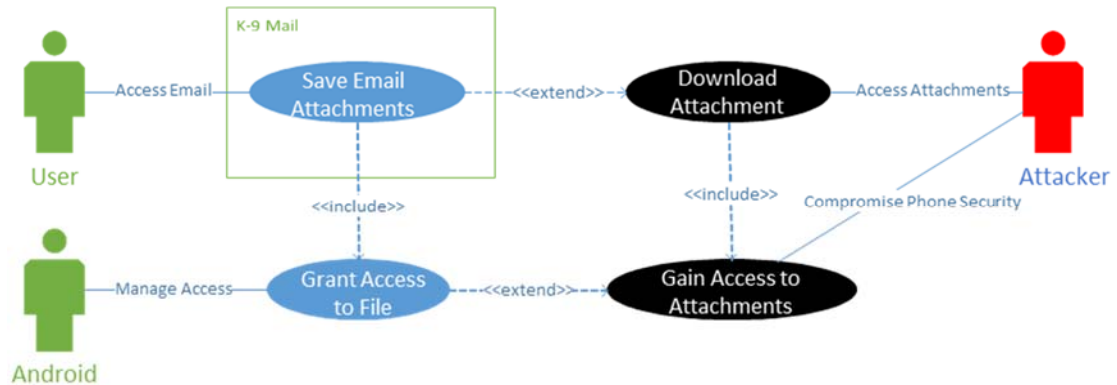 K-9 Mail
Access Email
Save Email
Attachments
<<extend>>
Download
Attachment
Access Attachments
User
Attacker
<<include>>
<<include>>
Compromise Phone Security
Manage Access
Grant Access
to File
<<extend>>
Gain Access to
Attachments
Android